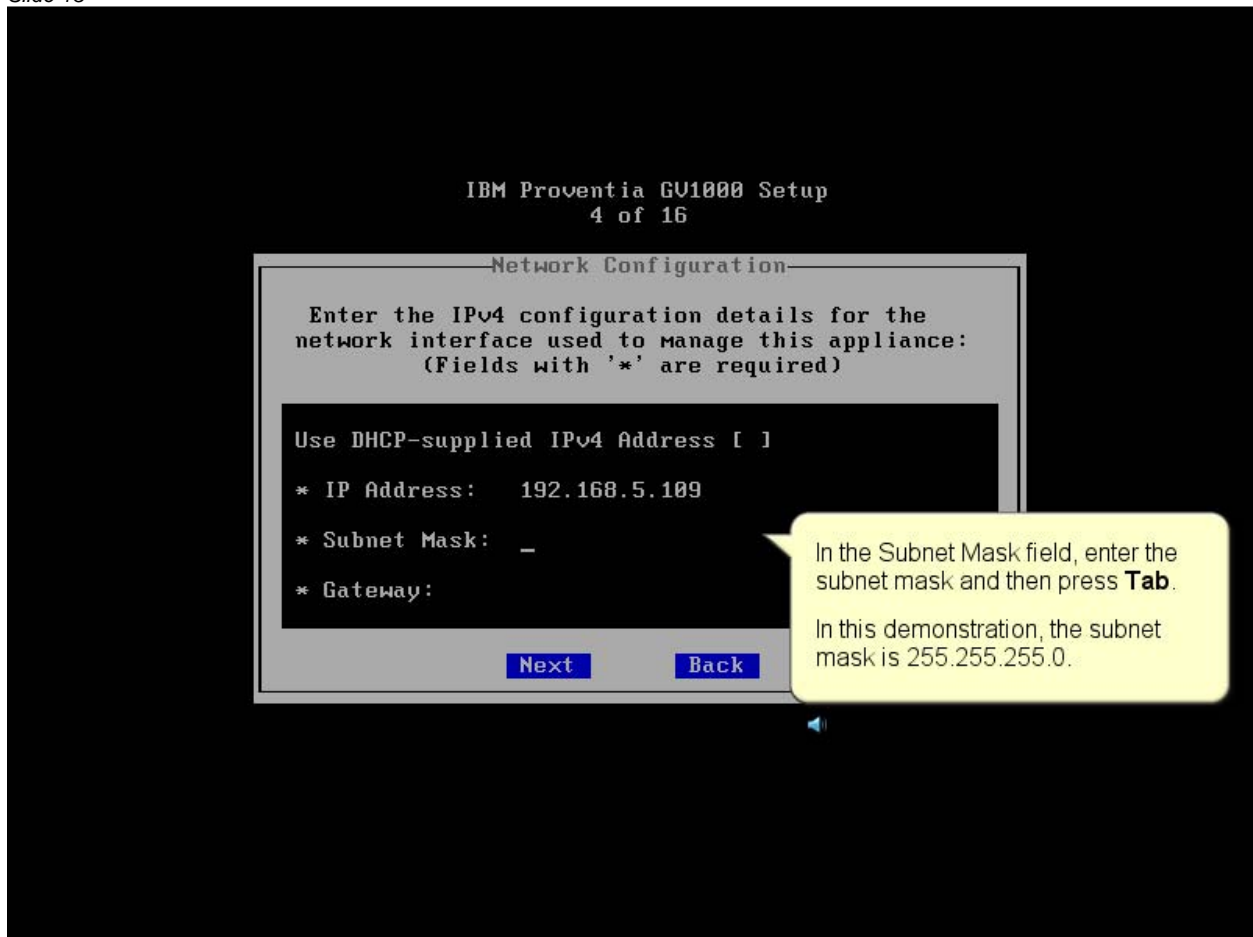 IBM Proventia GV1000 Setup
4 of 16
Network Configuration
Enter the IPv4 configuration details for the
network interface used to manage this appliance:
(Fields with '*' are required)
Use DHCP-supplied IPv4 Address [ ]
* IP Address: 192.168.5.109
* Subnet Mask: _
* Gateway:
In the Subnet Mask field, enter the
subnet mask and then press Tab.
In this demonstration, the subnet
mask is 255.255.255.0.
Next Back